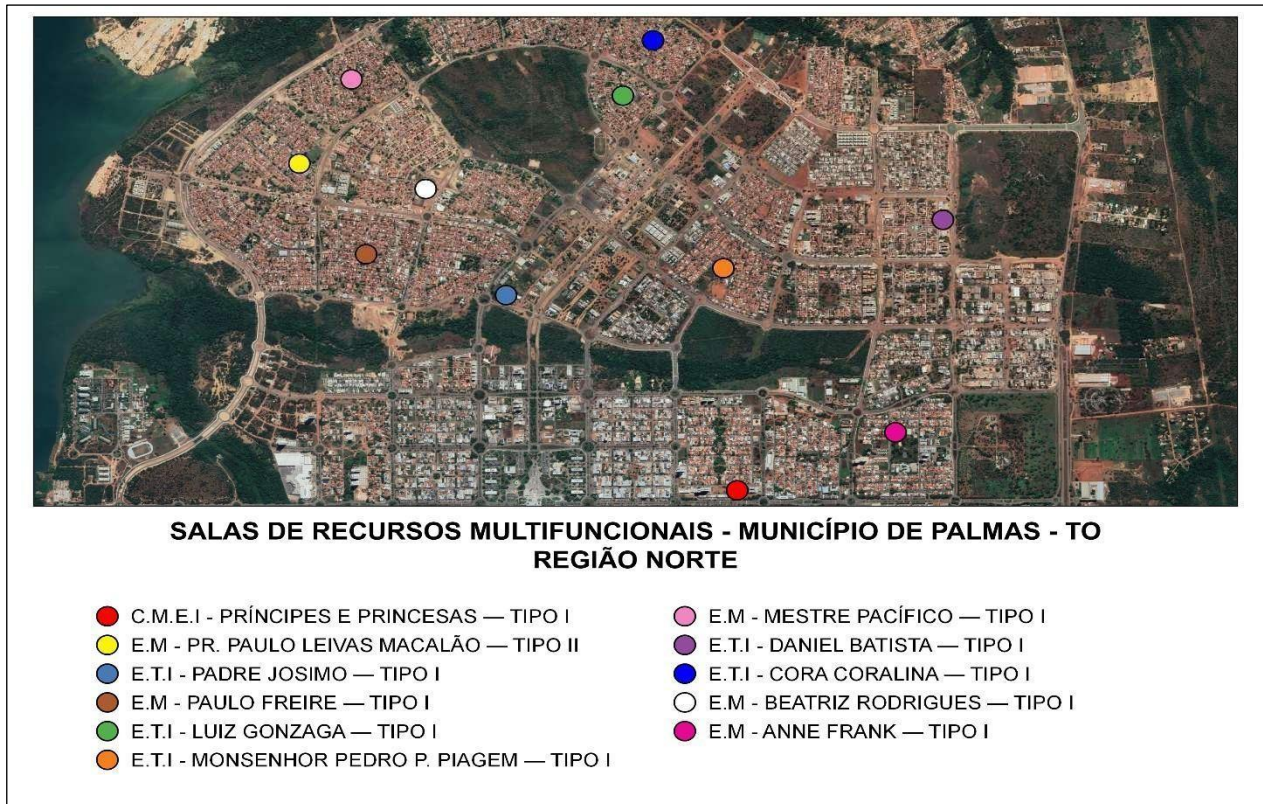 SALAS DE RECURSOS MULTIFUNCIONAIS - MUNICÍPIO DE PALMAS - TO
REGIÃO NORTE
C.M.E.I - PRÍNCIPES E PRINCESAS — TIPO I
E.M - PR. PAULO LEIVAS MACALÃO — TIPO II
E.T.I - PADRE JOSIMO — TIPO I
E.M - PAULO FREIRE — TIPO I
E.T.I - LUIZ GONZAGA — TIPO I
E.T.I - MONSENHOR PEDRO P. PIAGEM — TIPO I
E.M - MESTRE PACÍFICO — TIPO I
E.T.I - DANIEL BATISTA — TIPO I
E.T.I - CORA CORALINA — TIPO I
E.M - BEATRIZ RODRIGUES — TIPO I
E.M - ANNE FRANK — TIPO I